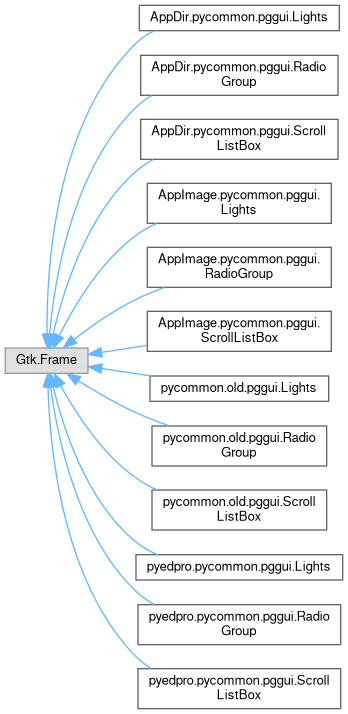 AppDir.pycommon.pggui.Lights
AppDir.pycommon.pggui.Radio
Group
AppDir.pycommon.pggui.Scroll
ListBox
AppImage.pycommon.pggui.
Lights
AppImage.pycommon.pggui.
RadioGroup
AppImage.pycommon.pggui.
ScrollListBox
Gtk.Frame
pycommon.old.pggui.Lights
pycommon.old.pggui.Radio
Group
pycommon.old.pggui.Scroll
ListBox
pyedpro.pycommon.pggui.Lights
pyedpro.pycommon.pggui.Radio
Group
pyedpro.pycommon.pggui.Scroll
ListBox